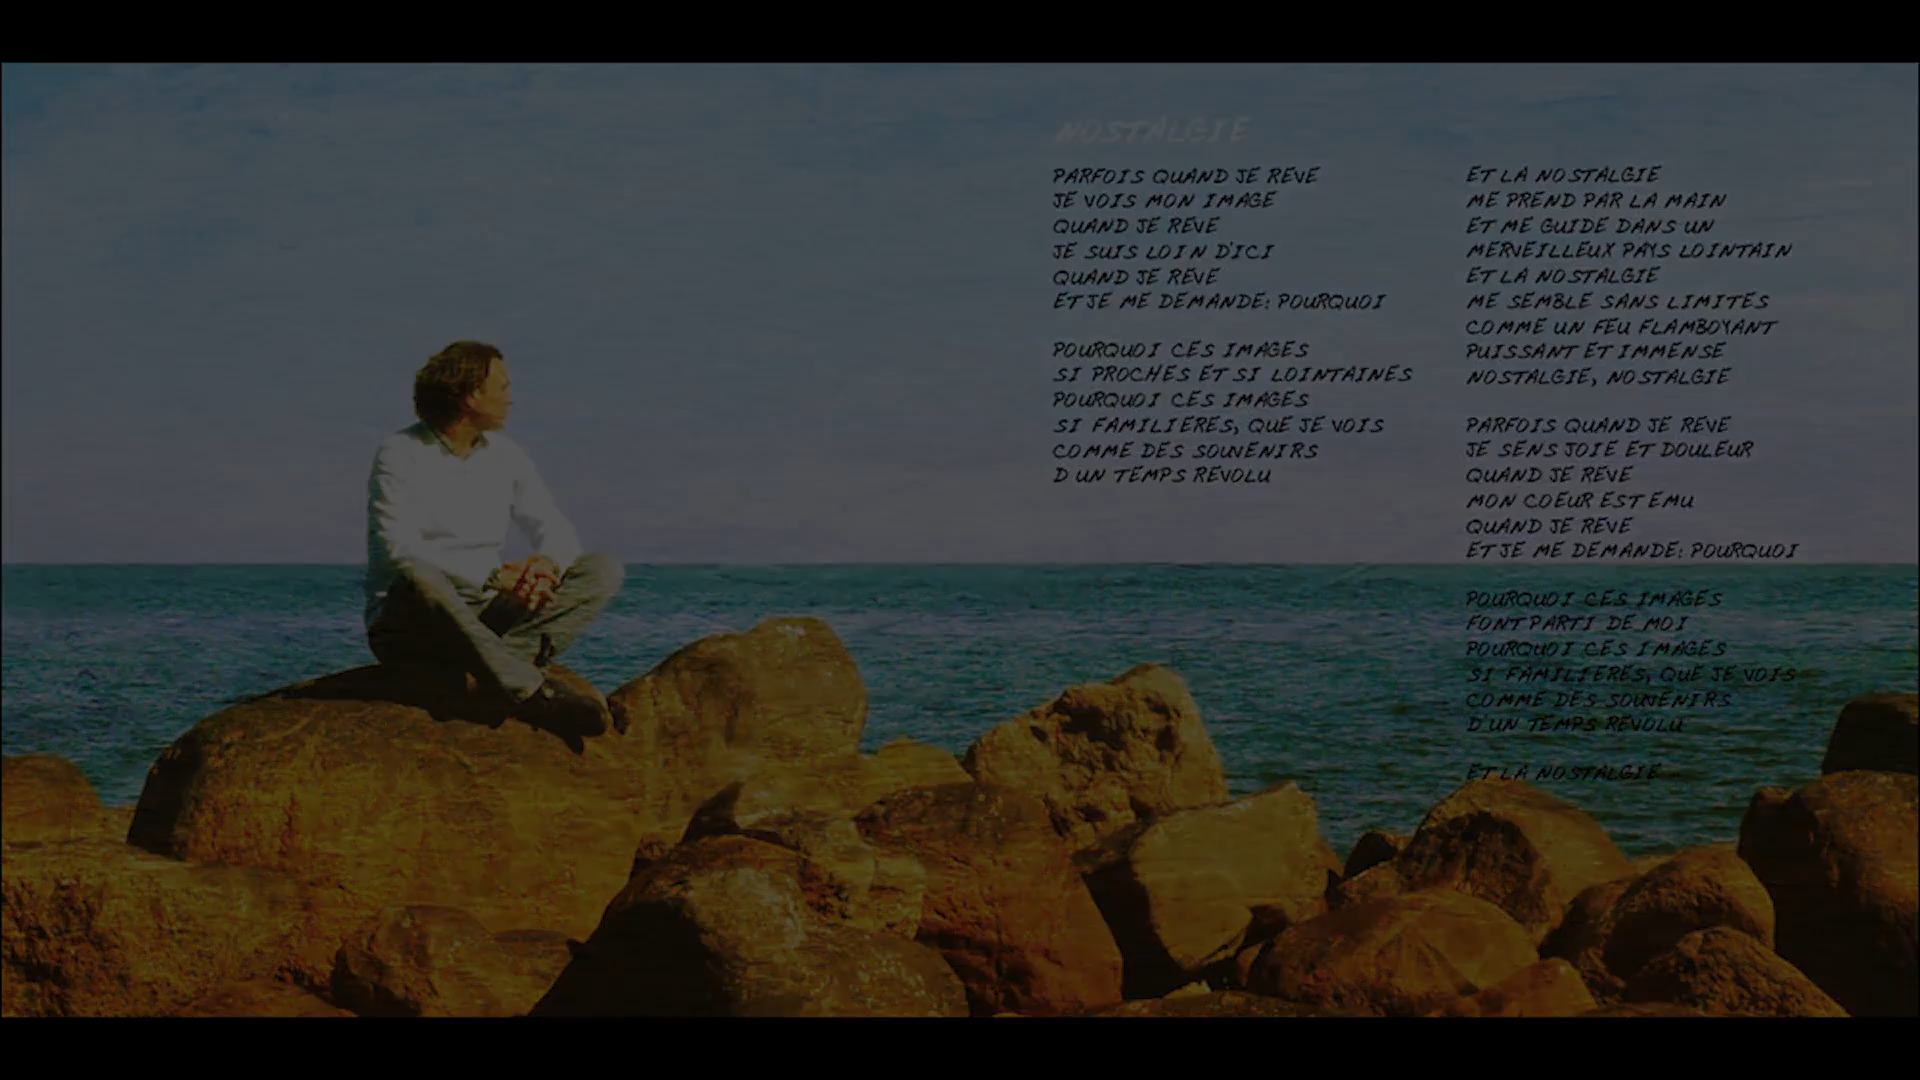 NOSTALGIE
PARFOIS QUAND JE REVE
JE VOIS MON IMAGE
QUAND JE REVE
JE SUIS LOIN D'ICI
QUAND JE REVE
ET JE ME DEMANDE: POURQUOI
POURQUOI CES IMAGES
SI PROCHES ET SI LOINTAINES
POURQUOI CES IMAGES
SI FAMILIERES, QUE JE VOIS
COMME DES SOUVENIRS
D UN TEMPS REVOLU
ET LA NOSTALGIE
ME PREND PAR LA MAIN
ET ME GUIDE DANS UN
MERVEILLEUX PAYS LOINTAIN
ET LA NOSTALGIE
ME SEMBLE SANS LIMITES
COMME UN FEU FLAMBOYANT
PUISSANT ET IMMENSE
NOSTALGIE, NOSTALGIE
PARFOIS QUAND JE REVE
JE SENS JOIE ET DOULEUR
QUAND JE REVE
MON COEUR EST EMU
QUAND JE REVE
ET JE ME DEMANDE: POURQUOI
POURQUOI CES IMAGES
FONT PARTI DE MOI
POURQUOI CES IMAGES
SI FAMILIERES, QUE JE VOIS
COMME DES SOUVENIRS
D'UN TEMPS REVOLU
ET LA NOSTALGIE